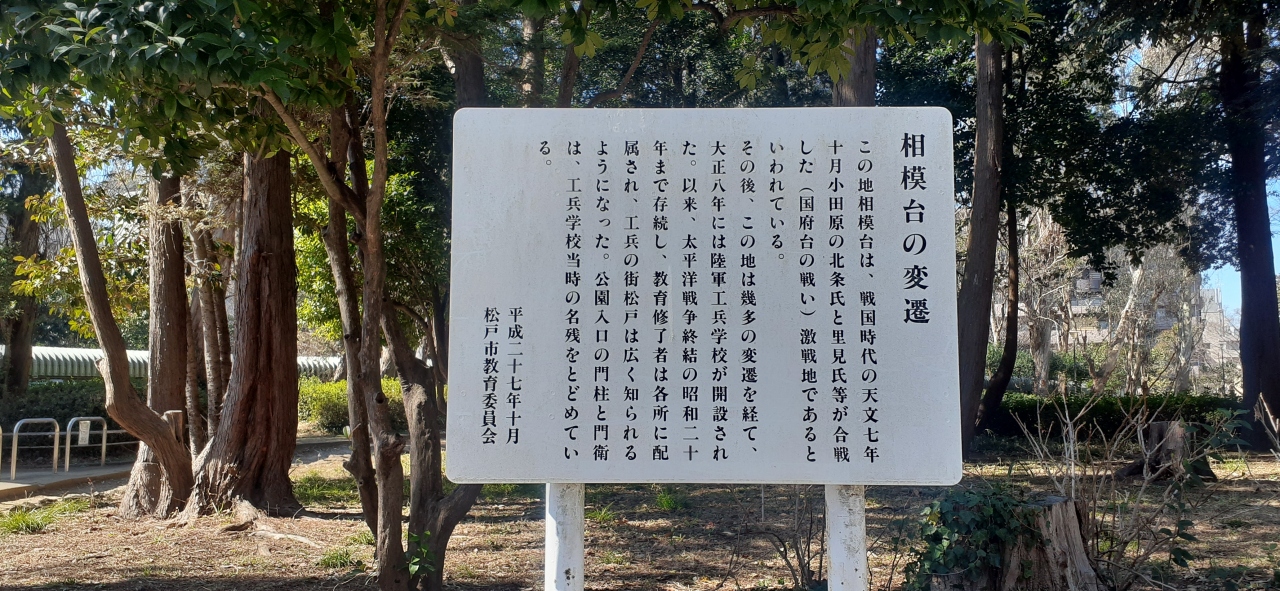 相模台の変遷
この地相模台は、戦国時代の天文七年
十月小田原の北条氏と里見氏等が合戦
した（国府台の戦い）激戦地であると
いわれている。
その後、この地は幾多の変遷を経て、
大正八年には陸軍工兵学校が開設され
た。以来、太平洋戦争終結の昭和二十
年まで存続し、教育修了者は各所に配
属され、工兵の街松戸は広く知られる
ようになった。公園入口の門柱と門衛
は、工兵学校当時の名残をとどめてい
る。
平成二十七年十月
松戸市教育委員会